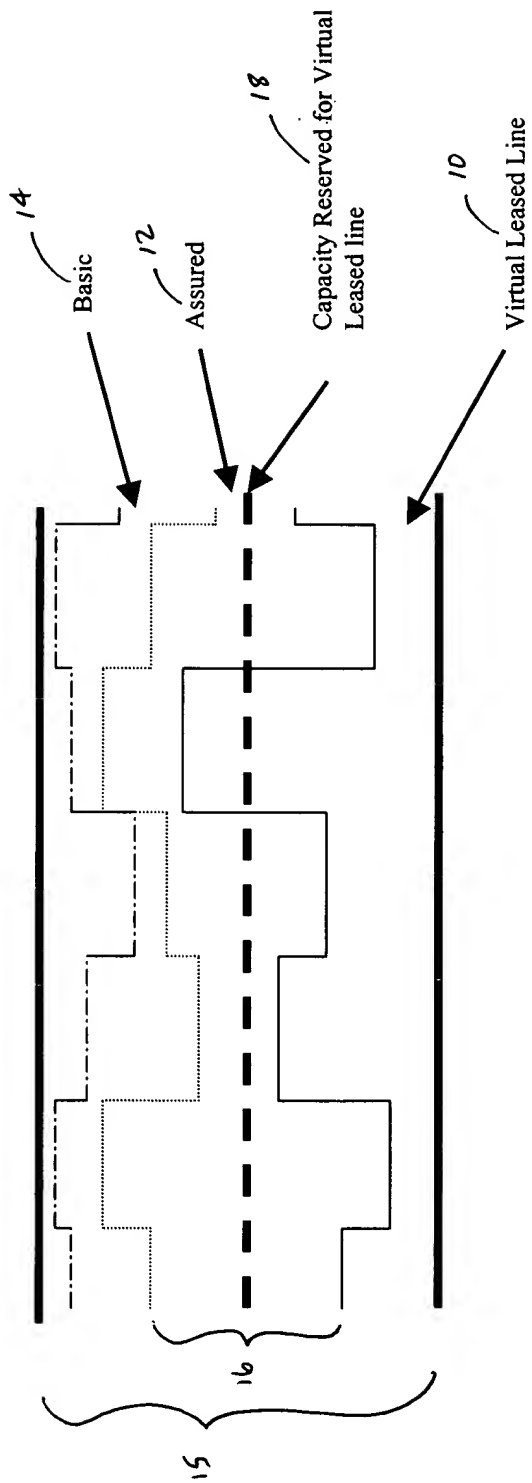 14
Basic
12
Assured
18
Capacity Reserved for Virtual
Leased line
10
Virtual Leased Line
16
15